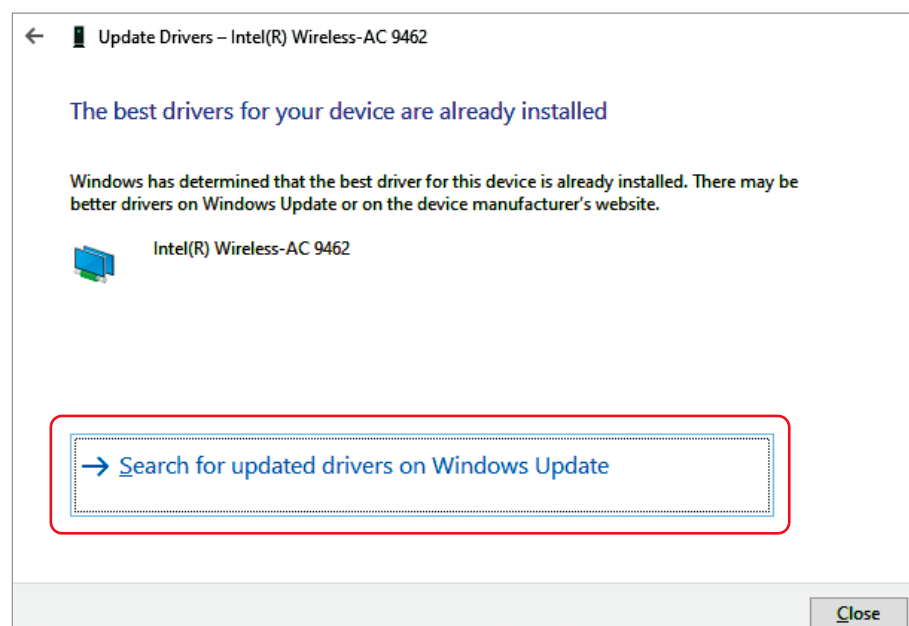 Update Drivers – Intel(R) Wireless-AC 9462
The best drivers for your device are already installed
Windows has determined that the best driver for this device is already installed. There may be
better drivers on Windows Update or on the device manufacturer’s website.
Intel(R) Wireless-AC 9462
Search for updated drivers on Windows Update
Close